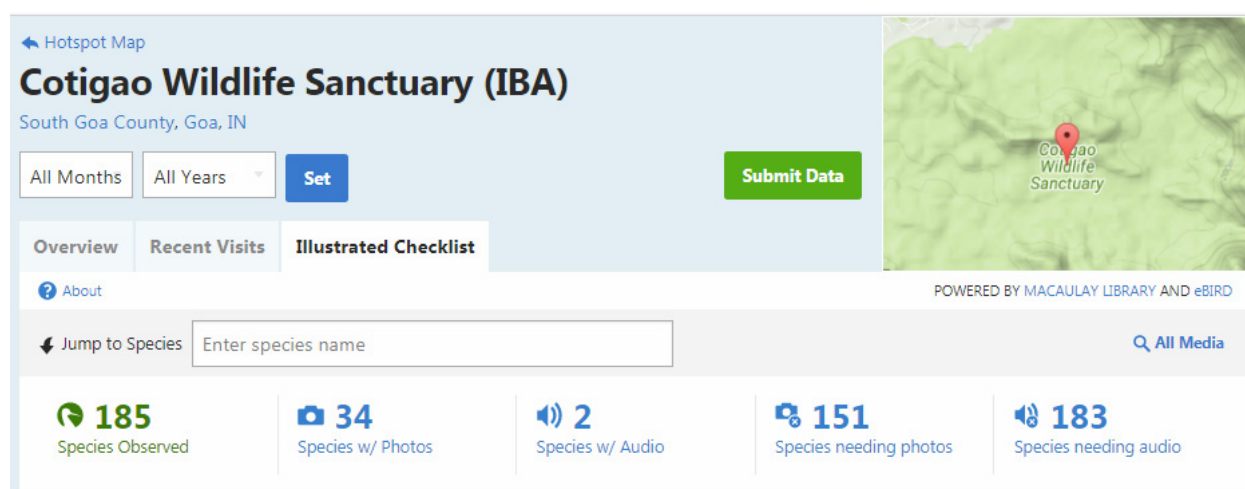 Hotspot Map
Cotigao Wildlife Sanctuary (IBA)
South Goa County, Goa, IN
All Months All Years Set
Submit Data
Cotigao
Wildlife
Sanctuary
Overview Recent Visits Illustrated Checklist
About
POWERED BY MACAULAY LIBRARY AND eBIRD
Jump to Species Enter species name
All Media
185
Species Observed
34
Species w/ Photos
2
Species w/ Audio
151
Species needing photos
183
Species needing audio